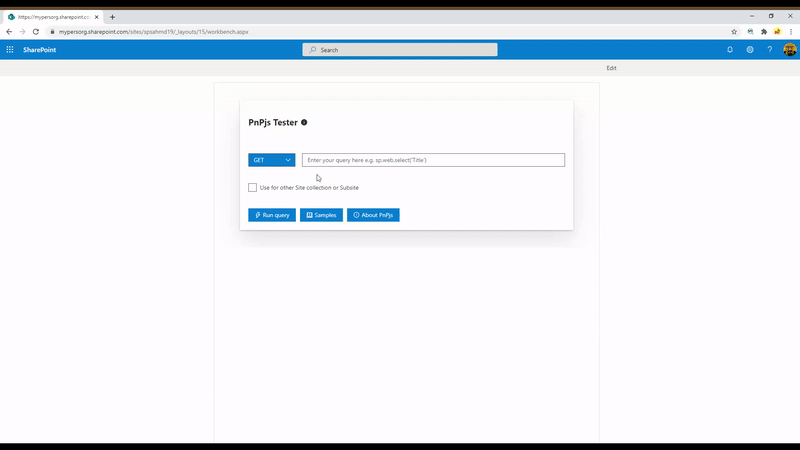 https://mypersorg.sharepoint.co
mypersorg.sharepoint.com/sites/spsahmd19/_layouts/15/workbench.aspx
SharePoint
Search
Edit
PnPjs Tester
GET
Enter your query here e.g. sp.web.select('Title')
Use for other Site collection or Subsite
Run query
Samples
About PnPjs